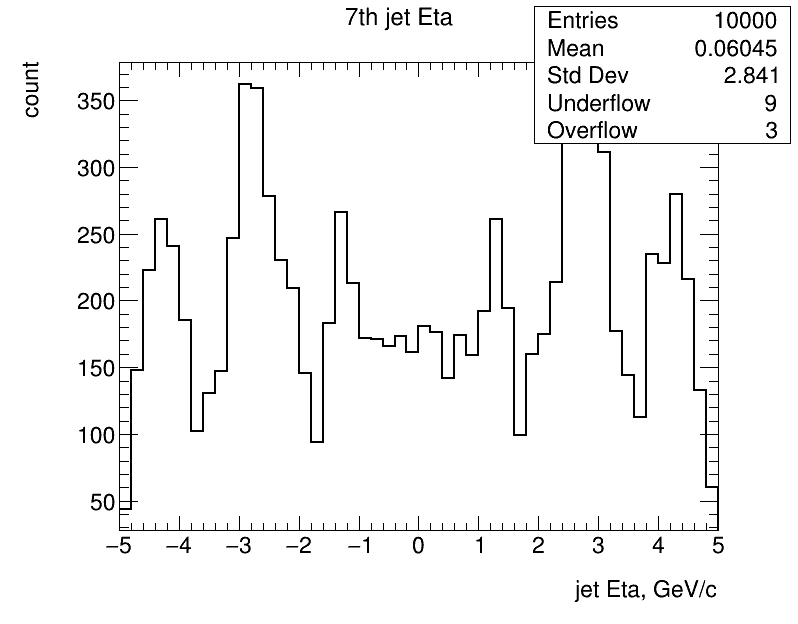 7th jet Eta
Entries 10000
Mean 0.06045
Std Dev 2.841
Underflow 9
Overflow 3
count
350
300
250
200
150
100
50
−5 −4 −3 −2 −1 0 1 2 3 4 5
jet Eta, GeV/c